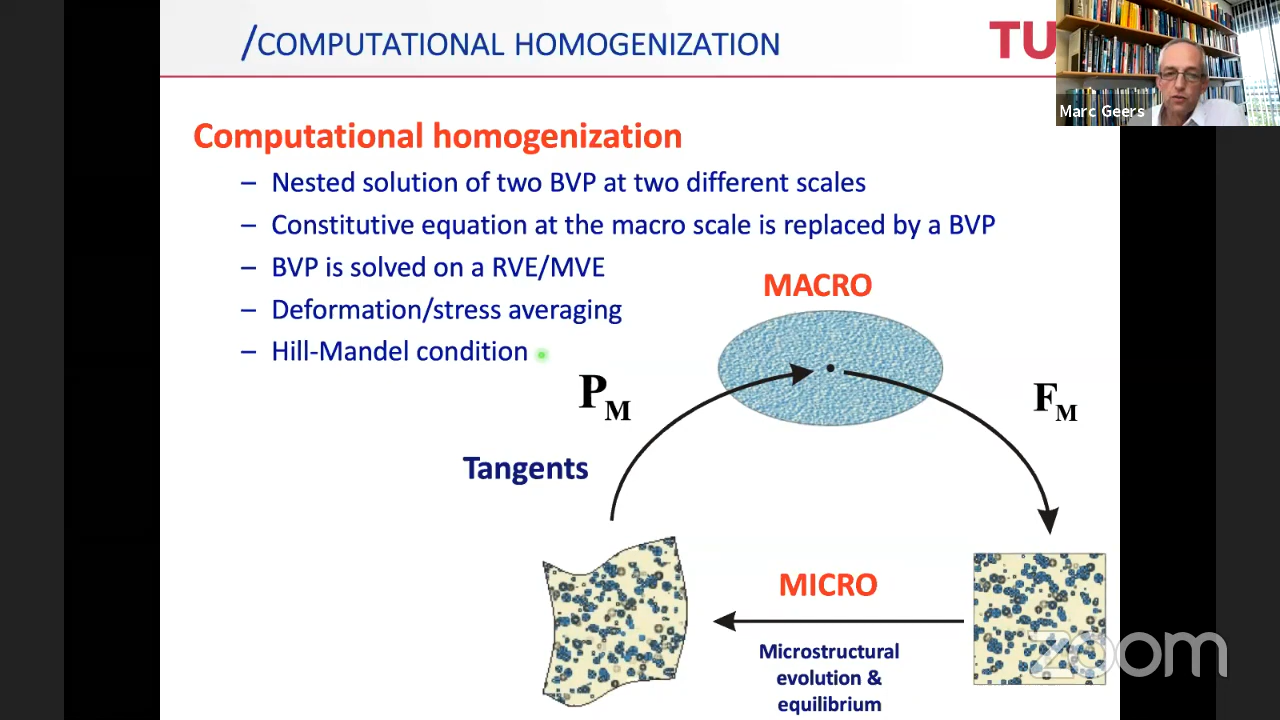 /COMPUTATIONAL HOMOGENIZATION
TU
Marc Geers
Computational homogenization
– Nested solution of two BVP at two different scales
– Constitutive equation at the macro scale is replaced by a BVP
– BVP is solved on a RVE/MVE
– Deformation/stress averaging
– Hill-Mandel condition
MACRO
P_M
F_M
Tangents
MICRO
Microstructural
evolution &
equilibrium
zoom